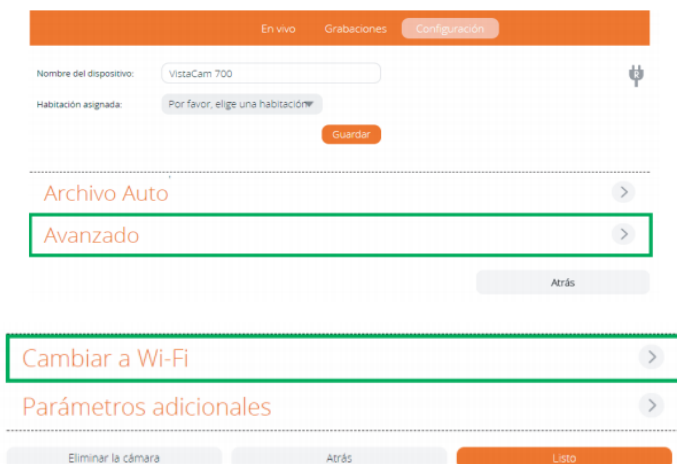 En vivo Grabaciones Configuración
Nombre del dispositivo: VistaCam 700
Habitación asignada: Por favor, elige una habitación
Guardar
Archivo Auto
Avanzado
Atrás
Cambiar a Wi-Fi
Parámetros adicionales
Eliminar la cámara Atrás Listo